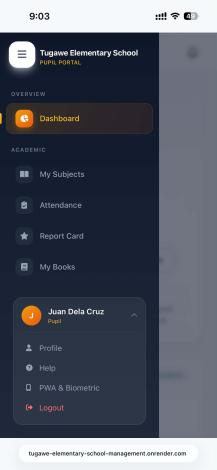 9:03
Tugawe Elementary School
PUPIL PORTAL
OVERVIEW
Dashboard
ACADEMIC
My Subjects
Attendance
Report Card
My Books
J
Juan Dela Cruz
Pupil
Profile
Help
PWA & Biometric
Logout
tugawe-elementary-school-management.onrender.com